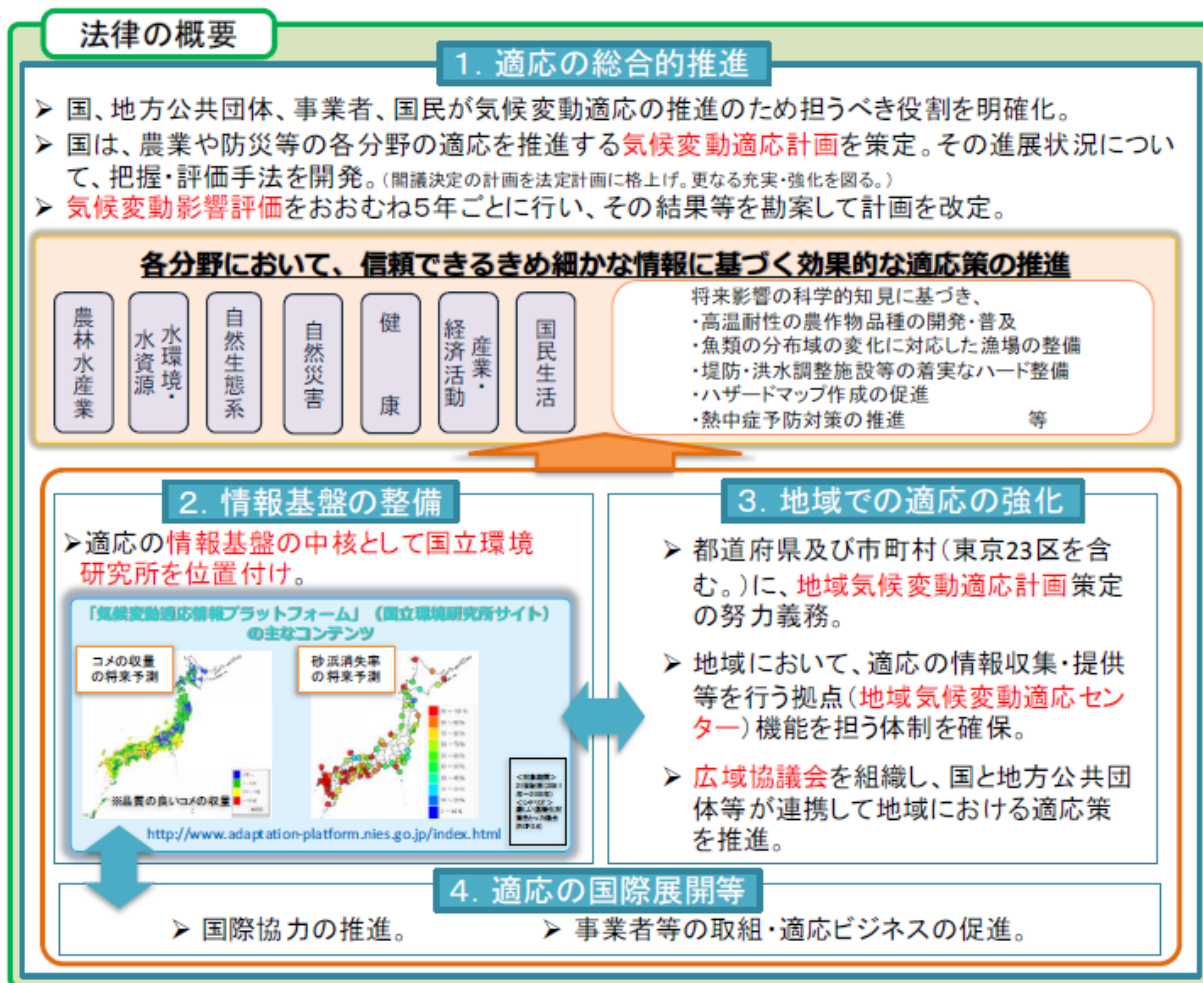 法律の概要
1. 適応の総合的推進
➢ 国、地方公共団体、事業者、国民が気候変動適応の推進のため担うべき役割を明確化。
➢ 国は、農業や防災等の各分野の適応を推進する気候変動適応計画を策定。その進展状況につい
て、把握・評価手法を開発。(閣議決定の計画を法定計画に格上げ。更なる充実・強化を図る。)
➢ 気候変動影響評価をおおむね5年ごとに行い、その結果等を勘案して計画を改定。
各分野において、信頼できるきめ細かな情報に基づく効果的な適応策の推進
農林水産業
水環境・
水資源
自然生態系
自然災害
健 康
産業・
経済活動
国民生活
将来影響の科学的知見に基づき、
・高温耐性の農作物品種の開発・普及
・魚類の分布域の変化に対応した漁場の整備
・堤防・洪水調整施設等の着実なハード整備
・ハザードマップ作成の促進
・熱中症予防対策の推進 等
2. 情報基盤の整備
➢適応の情報基盤の中核として国立環境
研究所を位置付け。
「気候変動適応情報プラットフォーム」(国立環境研究所サイト)
の主なコンテンツ
コメの収量
の将来予測
砂浜消失率
の将来予測
※品質の良いコメの収量
<対象期間>
http://www.adaptation-platform.nies.go.jp/index.html
3. 地域での適応の強化
➢ 都道府県及び市町村(東京23区を含
む。)に、地域気候変動適応計画策定
の努力義務。
➢ 地域において、適応の情報収集・提供
等を行う拠点(地域気候変動適応セン
ター)機能を担う体制を確保。
➢ 広域協議会を組織し、国と地方公共団
体等が連携して地域における適応策
を推進。
4. 適応の国際展開等
➢ 国際協力の推進。
➢ 事業者等の取組・適応ビジネスの促進。